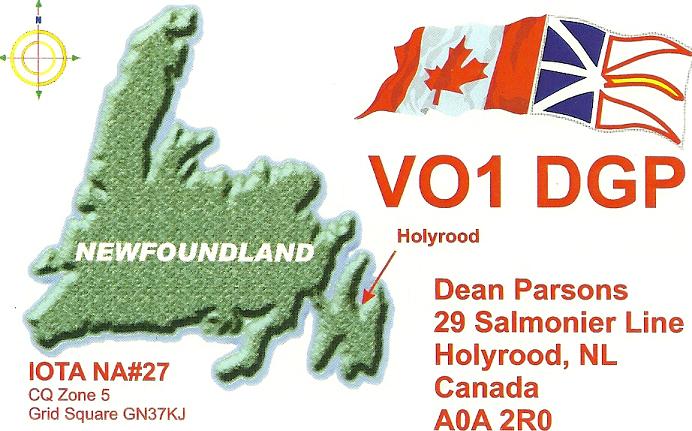 N
VO1 DGP
Holyrood
NEWFOUNDLAND
Dean Parsons
29 Salmonier Line
Holyrood, NL
Canada
A0A 2R0
IOTA NA#27
CQ Zone 5
Grid Square GN37KJ